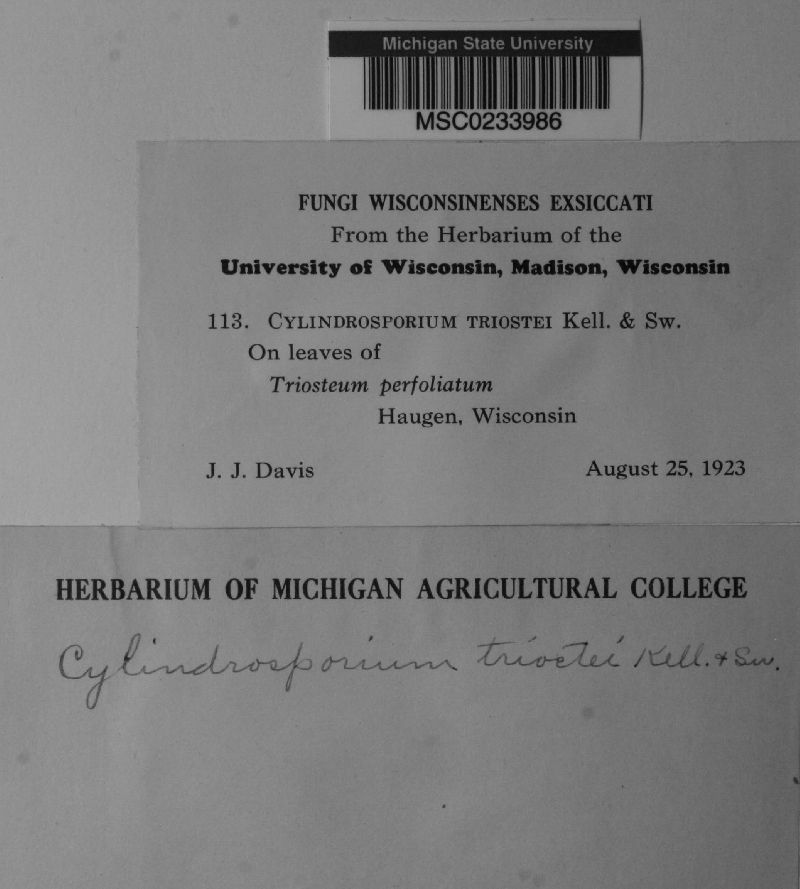 Michigan State University
MSC0233986
FUNGI WISCONSINENSES EXSICCATI
From the Herbarium of the
University of Wisconsin, Madison, Wisconsin
113. CYLINDROSPORIUM TRIOSTEI Kell. & Sw.
On leaves of
Triosteum perfoliatum
Haugen, Wisconsin
J. J. Davis August 25, 1923
HERBARIUM OF MICHIGAN AGRICULTURAL COLLEGE
Cylindrosporium triostei Kell. & Sw.